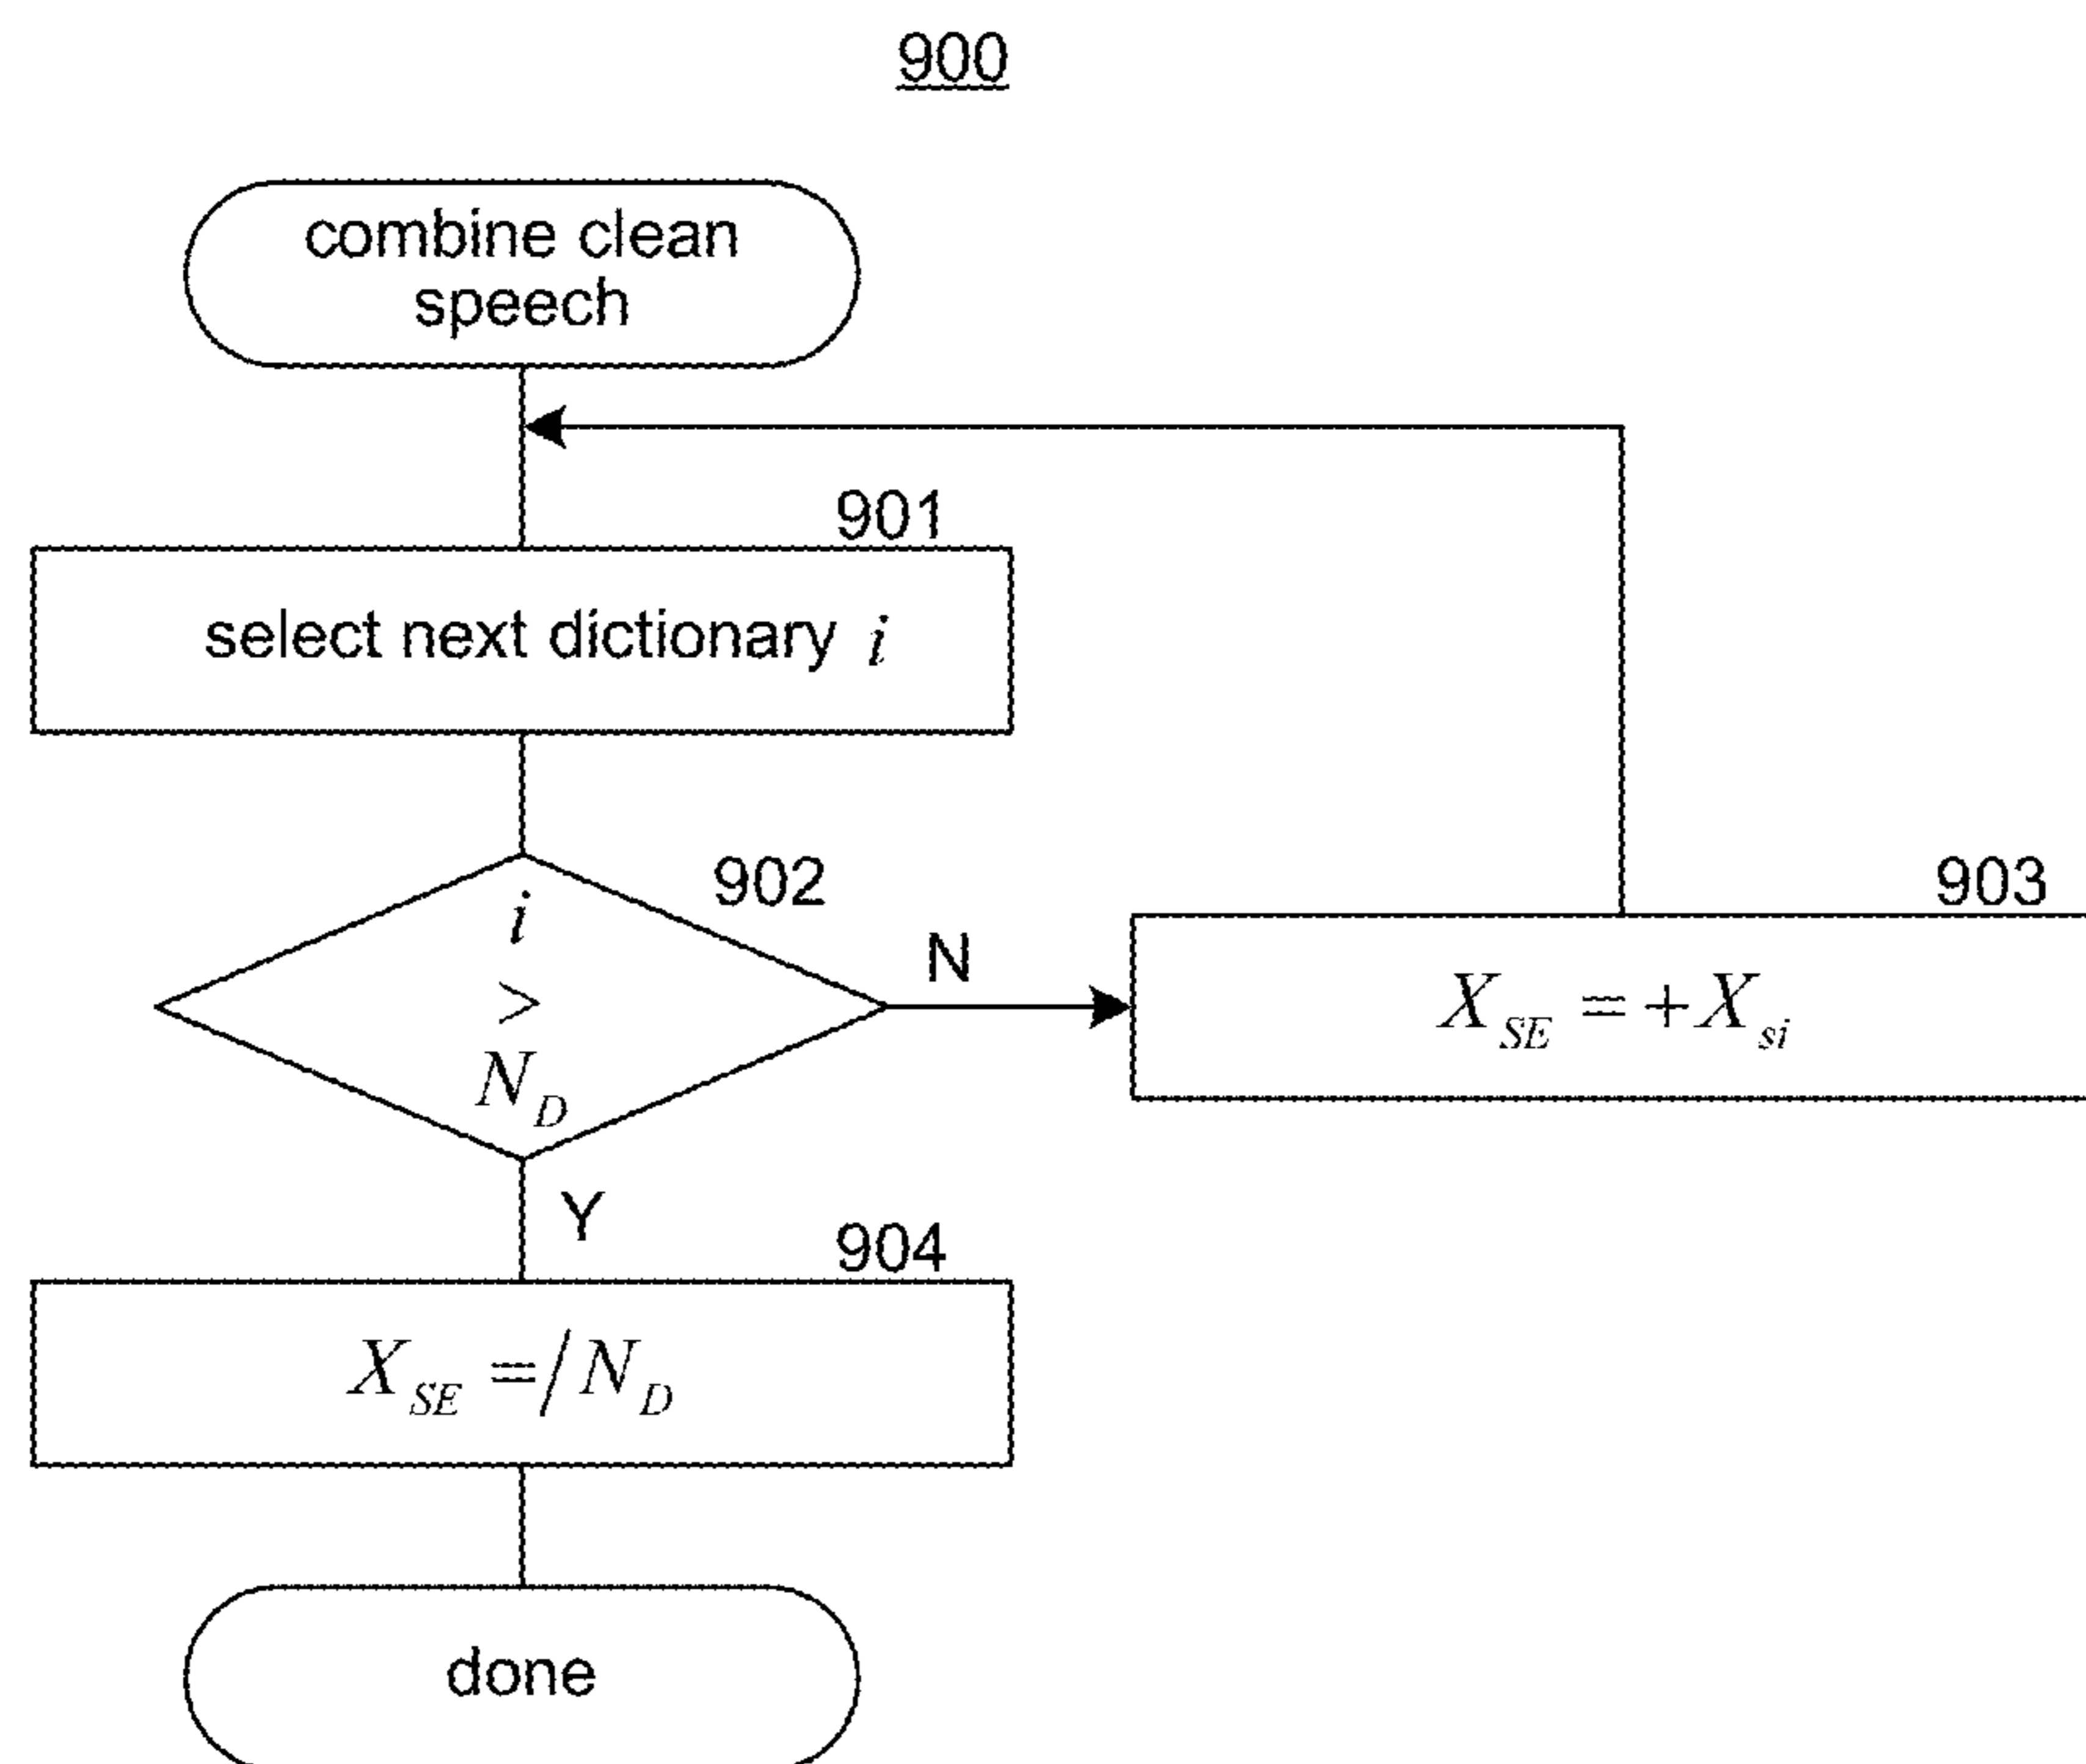 900
combine clean
speech
901
select next dictionary i
902
i
>
N_D
N
903
X_SE =+X_si
Y
904
X_SE =/N_D
done